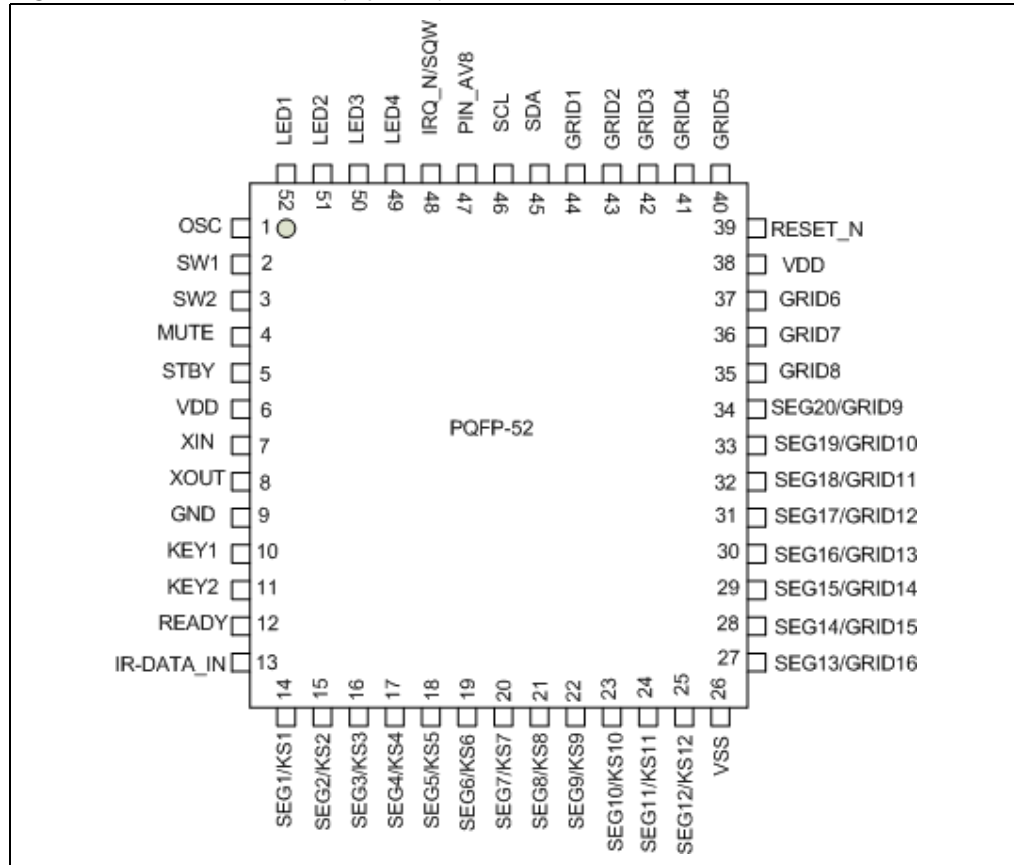 LED1
LED2
LED3
LED4
IRQ_N/SQW
PIN_AV8
SCL
SDA
GRID1
GRID2
GRID3
GRID4
GRID5
52
51
50
49
48
47
46
45
44
43
42
41
40
OSC 1
SW1 2
SW2 3
MUTE 4
STBY 5
VDD 6
XIN 7
XOUT 8
GND 9
KEY1 10
KEY2 11
READY 12
IR-DATA_IN 13
PQFP-52
39 RESET_N
38 VDD
37 GRID6
36 GRID7
35 GRID8
34 SEG20/GRID9
33 SEG19/GRID10
32 SEG18/GRID11
31 SEG17/GRID12
30 SEG16/GRID13
29 SEG15/GRID14
28 SEG14/GRID15
27 SEG13/GRID16
14
15
16
17
18
19
20
21
22
23
24
25
26
SEG1/KS1
SEG2/KS2
SEG3/KS3
SEG4/KS4
SEG5/KS5
SEG6/KS6
SEG7/KS7
SEG8/KS8
SEG9/KS9
SEG10/KS10
SEG11/KS11
SEG12/KS12
VSS